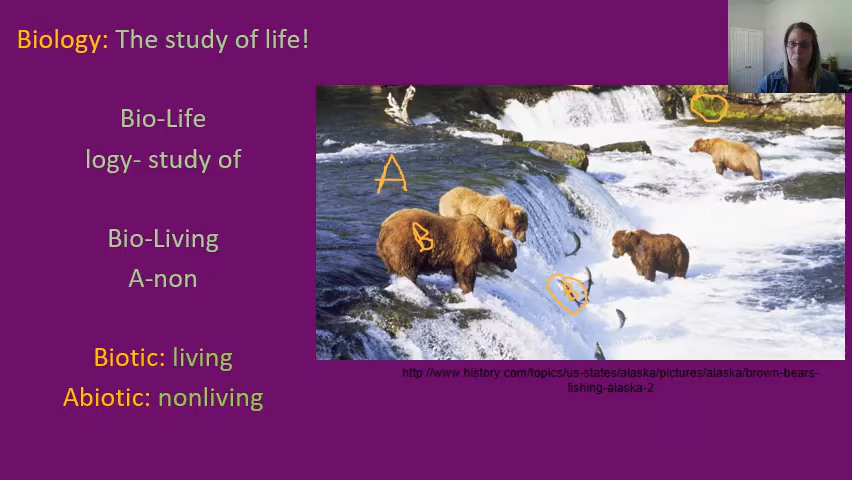 Biology: The study of life!
Bio-Life
logy- study of
Bio-Living
A-non
Biotic: living
Abiotic: nonliving
A
B
B
http://www.history.com/topics/us-states/alaska/pictures/alaska/brown-bears-
fishing-alaska-2